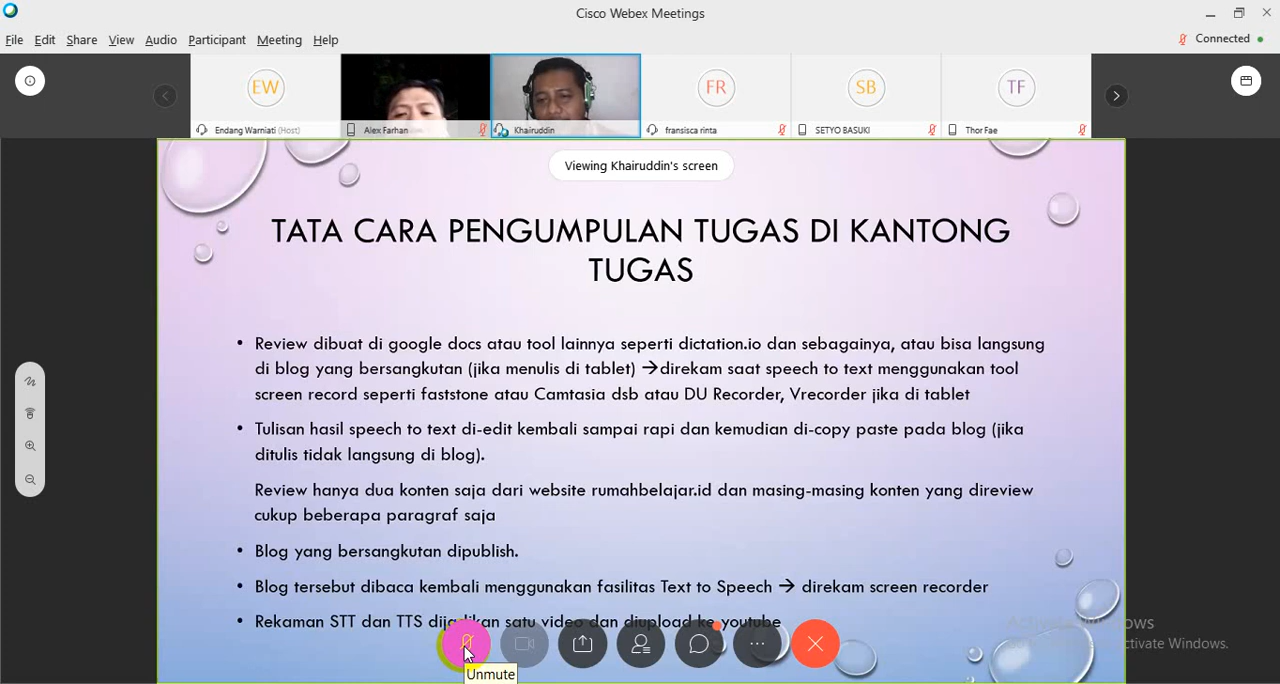 Cisco Webex Meetings
File Edit Share View Audio Participant Meeting Help
Connected
EW
FR
SB
TF
Endang Warniati (Host)
Alex Farhan
Khairuddin
fransisca rinta
SETYO BASUKI
Thor Fae
Viewing Khairuddin's screen
TATA CARA PENGUMPULAN TUGAS DI KANTONG
TUGAS
• Review dibuat di google docs atau tool lainnya seperti dictation.io dan sebagainya, atau bisa langsung
di blog yang bersangkutan (jika menulis di tablet) →direkam saat speech to text menggunakan tool
screen record seperti faststone atau Camtasia dsb atau DU Recorder, Vrecorder jika di tablet
• Tulisan hasil speech to text di-edit kembali sampai rapi dan kemudian di-copy paste pada blog (jika
ditulis tidak langsung di blog).
Review hanya dua konten saja dari website rumahbelajar.id dan masing-masing konten yang direview
cukup beberapa paragraf saja
• Blog yang bersangkutan dipublish.
• Blog tersebut dibaca kembali menggunakan fasilitas Text to Speech → direkam screen recorder
• Rekaman STT dan TTS dijadikan satu video dan diupload ke youtube
Unmute